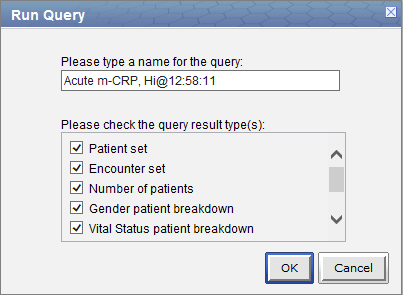 Run Query
Please type a name for the query:
Acute m-CRP, Hi@12:58:11
Please check the query result type(s):
Patient set
Encounter set
Number of patients
Gender patient breakdown
Vital Status patient breakdown
OK Cancel